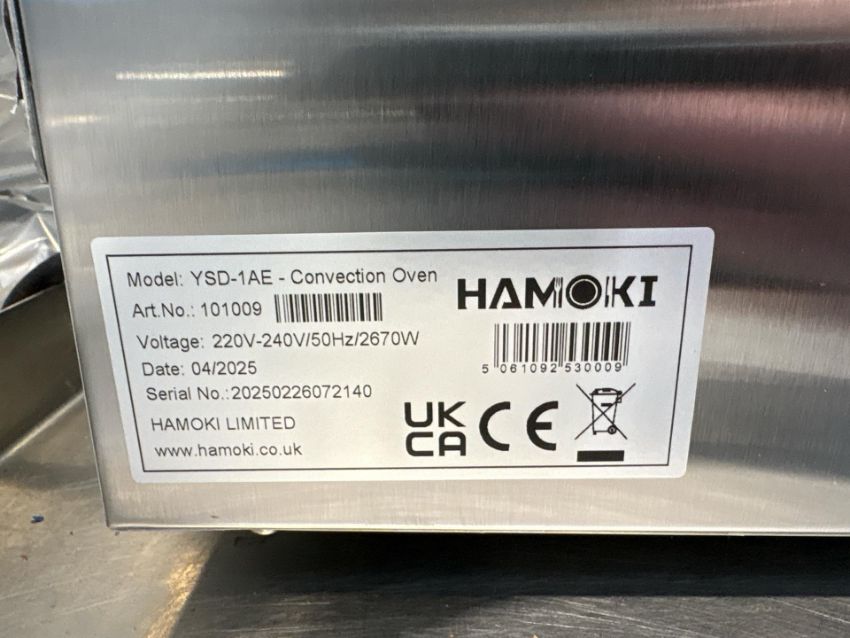 Model: YSD-1AE - Convection Oven
Art.No.: 101009
Voltage: 220V-240V/50Hz/2670W
Date: 04/2025
Serial No.:20250226072140
HAMOKI LIMITED
www.hamoki.co.uk
HAMOKI
5 061092 530009
UK
CA
CE